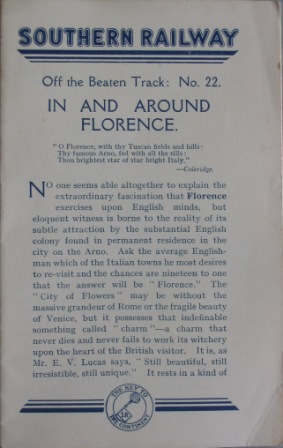 SOUTHERN RAILWAY
Off the Beaten Track: No. 22.
IN AND AROUND
FLORENCE.
"O Florence, with thy Tuscan fields and hills:
Thy famous Arno, fed with all the rills:
Thou brightest star of star bright Italy."
—Coleridge.
NO one seems able altogether to explain the
extraordinary fascination that Florence
exercises upon English minds, but
eloquent witness is borne to the reality of its
subtle attraction by the substantial English
colony found in permanent residence in the
city on the Arno. Ask the average English-
man which of the Italian towns he most desires
to re-visit and the chances are nineteen to one
that the answer will be "Florence." The
"City of Flowers" may be without the
massive grandeur of Rome or the fragile beauty
of Venice, but it possesses that indefinable
something called "charm"—a charm that
never dies and never fails to work its witchery
upon the heart of the British visitor. It is, as
Mr. E. V. Lucas says, "Still beautiful, still
irresistible, still unique." It rests in a kind of
THE KEY TO
SR
THE CONTINENT